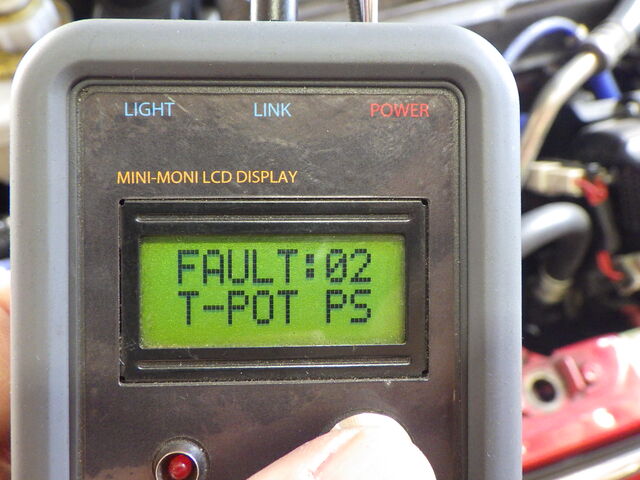 LIGHT LINK POWER
MINI-MONI LCD DISPLAY
FAULT:02
T-POT PS